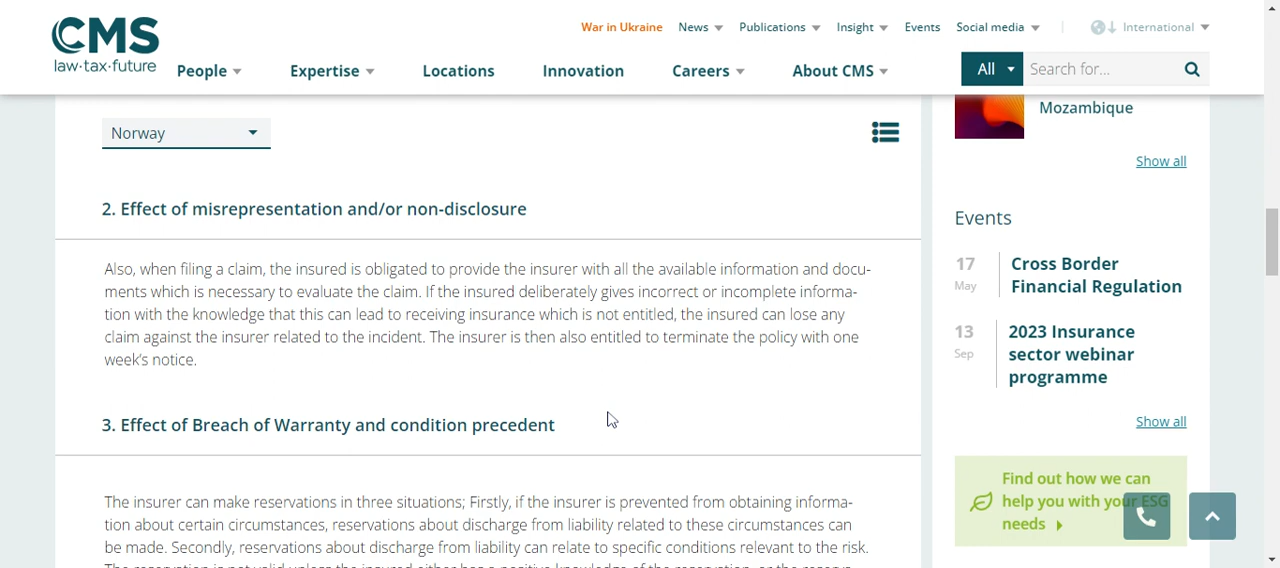 CMS
law·tax·future
War in Ukraine News Publications Insight Events Social media International
People Expertise Locations Innovation Careers About CMS
All Search for...
Norway
2. Effect of misrepresentation and/or non-disclosure
Also, when filing a claim, the insured is obligated to provide the insurer with all the available information and docu-
ments which is necessary to evaluate the claim. If the insured deliberately gives incorrect or incomplete informa-
tion with the knowledge that this can lead to receiving insurance which is not entitled, the insured can lose any
claim against the insurer related to the incident. The insurer is then also entitled to terminate the policy with one
week's notice.
3. Effect of Breach of Warranty and condition precedent
The insurer can make reservations in three situations; Firstly, if the insurer is prevented from obtaining informa-
tion about certain circumstances, reservations about discharge from liability related to these circumstances can
be made. Secondly, reservations about discharge from liability can relate to specific conditions relevant to the risk.
Mozambique
Show all
Events
17 May
Cross Border
Financial Regulation
13 Sep
2023 Insurance
sector webinar
programme
Show all
Find out how we can
help you with your ESG
needs